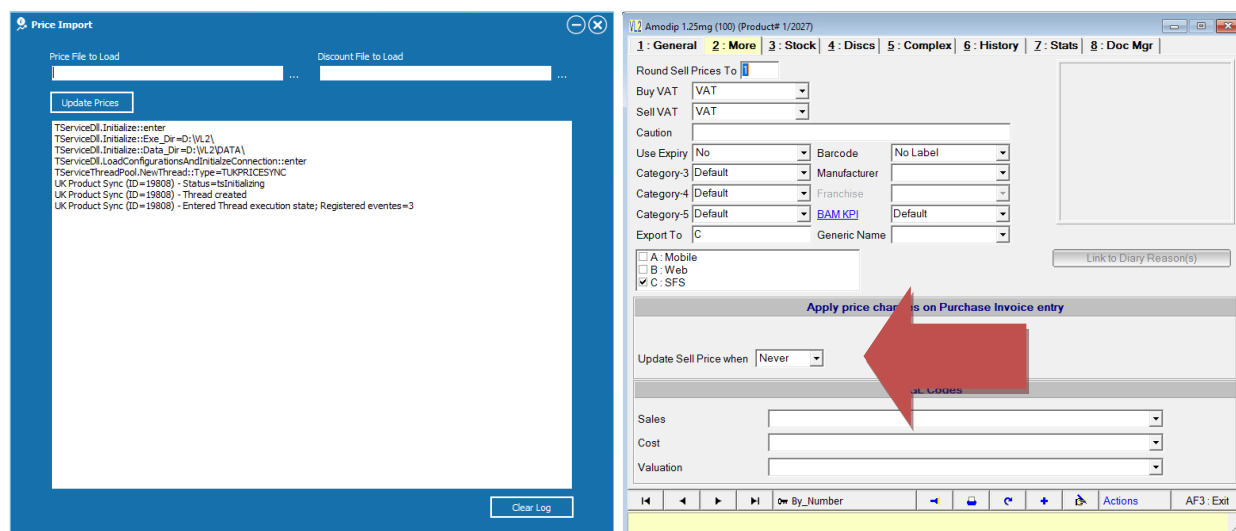 Price Import
Price File to Load
Discount File to Load
...
...
Update Prices
TServiceDll.Initialize::enter
TServiceDll.Initialize::Exe_Dir=D:\VL2\
TServiceDll.Initialize::Data_Dir=D:\VL2\DATA\
TServiceDll.LoadConfigurationsAndInitialzeConnection::enter
TServiceThreadPool.NewThread::Type=TUKPRICESYNC
UK Product Sync (ID=19808) - Status=tsInitializing
UK Product Sync (ID=19808) - Thread created
UK Product Sync (ID=19808) - Entered Thread execution state; Registered eventes=3
Clear Log
VL2 Amodip 1.25mg (100) (Product# 1/2027)
1 : General 2 : More 3 : Stock 4 : Discs 5 : Complex 6 : History 7 : Stats 8 : Doc Mgr
Round Sell Prices To 1
Buy VAT VAT
Sell VAT VAT
Caution
Use Expiry No Barcode No Label
Category-3 Default Manufacturer
Category-4 Default Franchise
Category-5 Default BAM KPI Default
Export To C Generic Name
A : Mobile
B : Web
C : SFS
Link to Diary Reason(s)
Apply price changes on Purchase Invoice entry
Update Sell Price when Never
Codes
Sales
Cost
Valuation
By_Number Actions AF3 : Exit